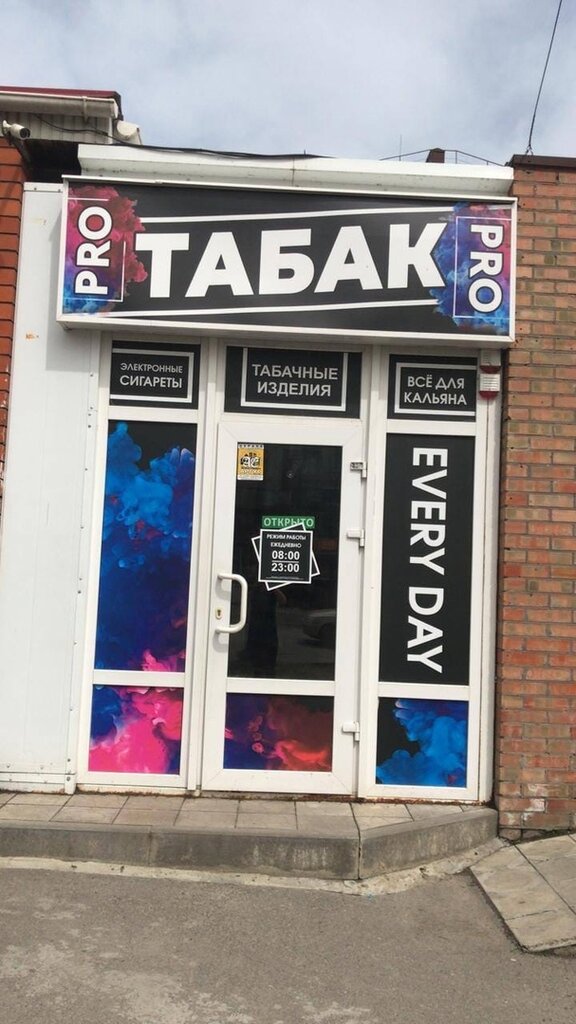 PRO
ТАБАК
PRO
ЭЛЕКТРОННЫЕ
СИГАРЕТЫ
ТАБАЧНЫЕ
ИЗДЕЛИЯ
ВСЁ ДЛЯ
КАЛЬЯНА
ОХРАНА
ОТКРЫТО
РЕЖИМ РАБОТЫ
ЕЖЕДНЕВНО
08:00
23:00
EVERY DAY